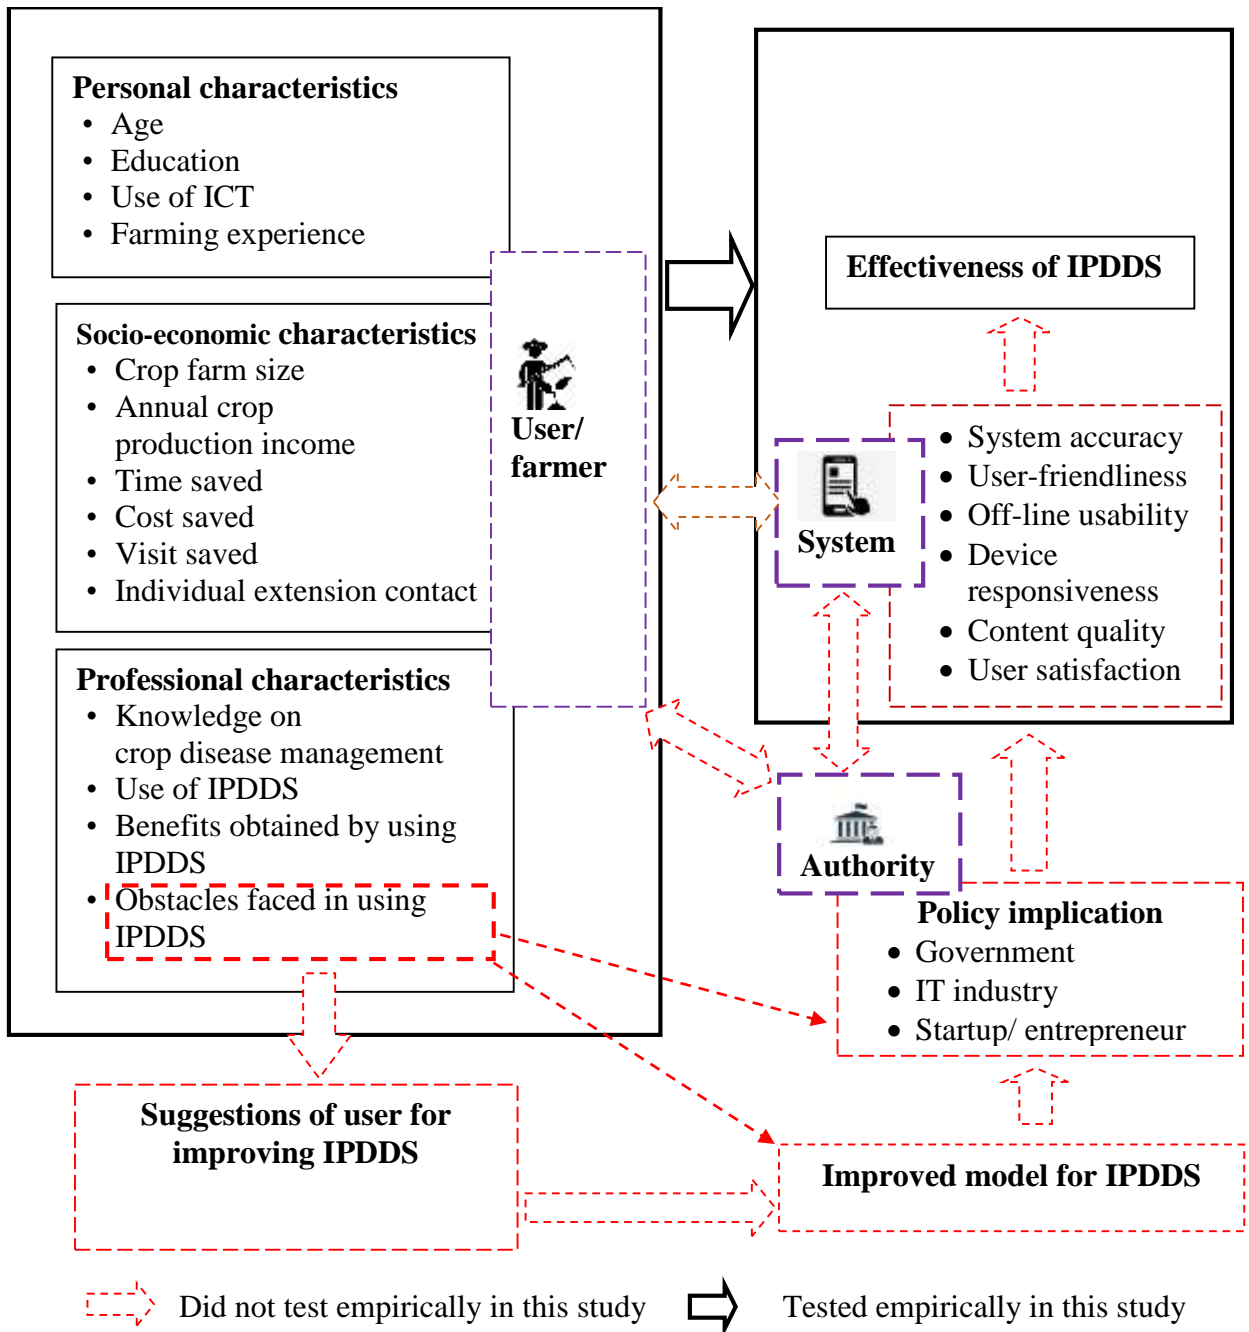 Personal characteristics
• Age
• Education
• Use of ICT
• Farming experience
Socio-economic characteristics
• Crop farm size
• Annual crop
production income
• Time saved
• Cost saved
• Visit saved
• Individual extension contact
Professional characteristics
• Knowledge on
crop disease management
• Use of IPDDS
• Benefits obtained by using
IPDDS
• Obstacles faced in using
IPDDS
User/
farmer
Effectiveness of IPDDS
System
• System accuracy
• User-friendliness
• Off-line usability
• Device
responsiveness
• Content quality
• User satisfaction
Authority
Policy implication
• Government
• IT industry
• Startup/ entrepreneur
Suggestions of user for
improving IPDDS
Improved model for IPDDS
Did not test empirically in this study
Tested empirically in this study